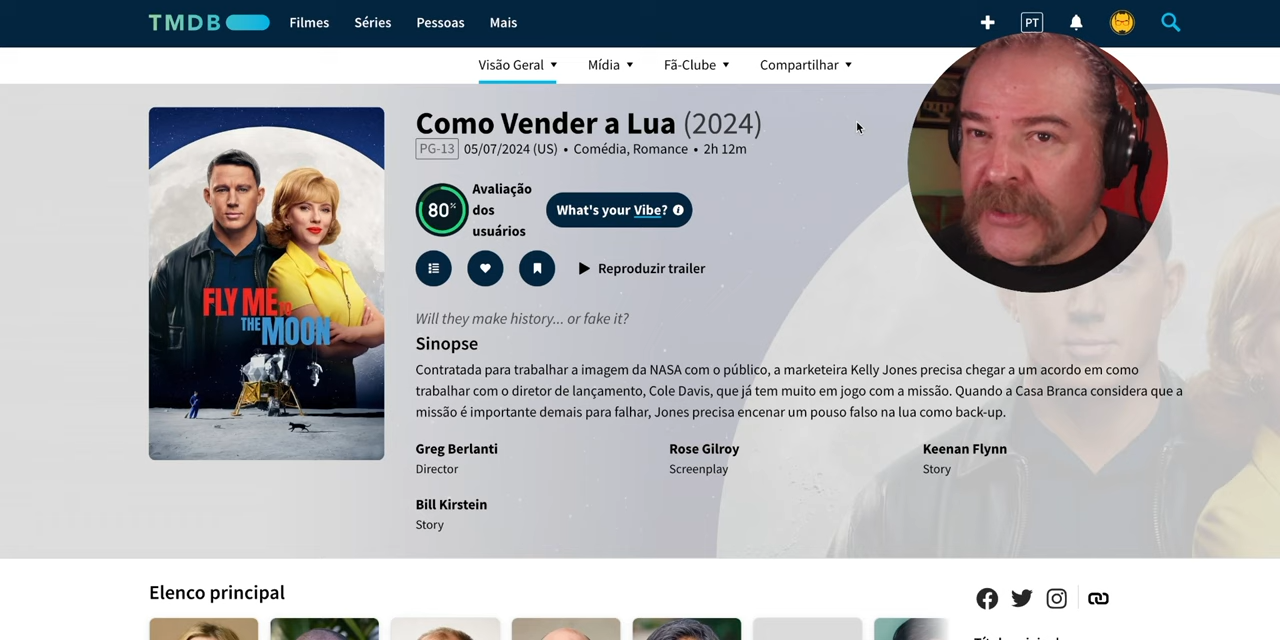 TMDB Filmes Séries Pessoas Mais PT
Visão Geral Mídia Fã-Clube Compartilhar
FLY ME TO
THE MOON
Como Vender a Lua (2024)
PG-13 05/07/2024 (US) • Comédia, Romance • 2h 12m
80%
Avaliação
dos
usuários
What's your Vibe?
Reproduzir trailer
Will they make history... or fake it?
Sinopse
Contratada para trabalhar a imagem da NASA com o público, a marketeira Kelly Jones precisa chegar a um acordo em como
trabalhar com o diretor de lançamento, Cole Davis, que já tem muito em jogo com a missão. Quando a Casa Branca considera que a
missão é importante demais para falhar, Jones precisa encenar um pouso falso na lua como back-up.
Greg Berlanti Rose Gilroy Keenan Flynn
Director Screenplay Story
Bill Kirstein
Story
Elenco principal